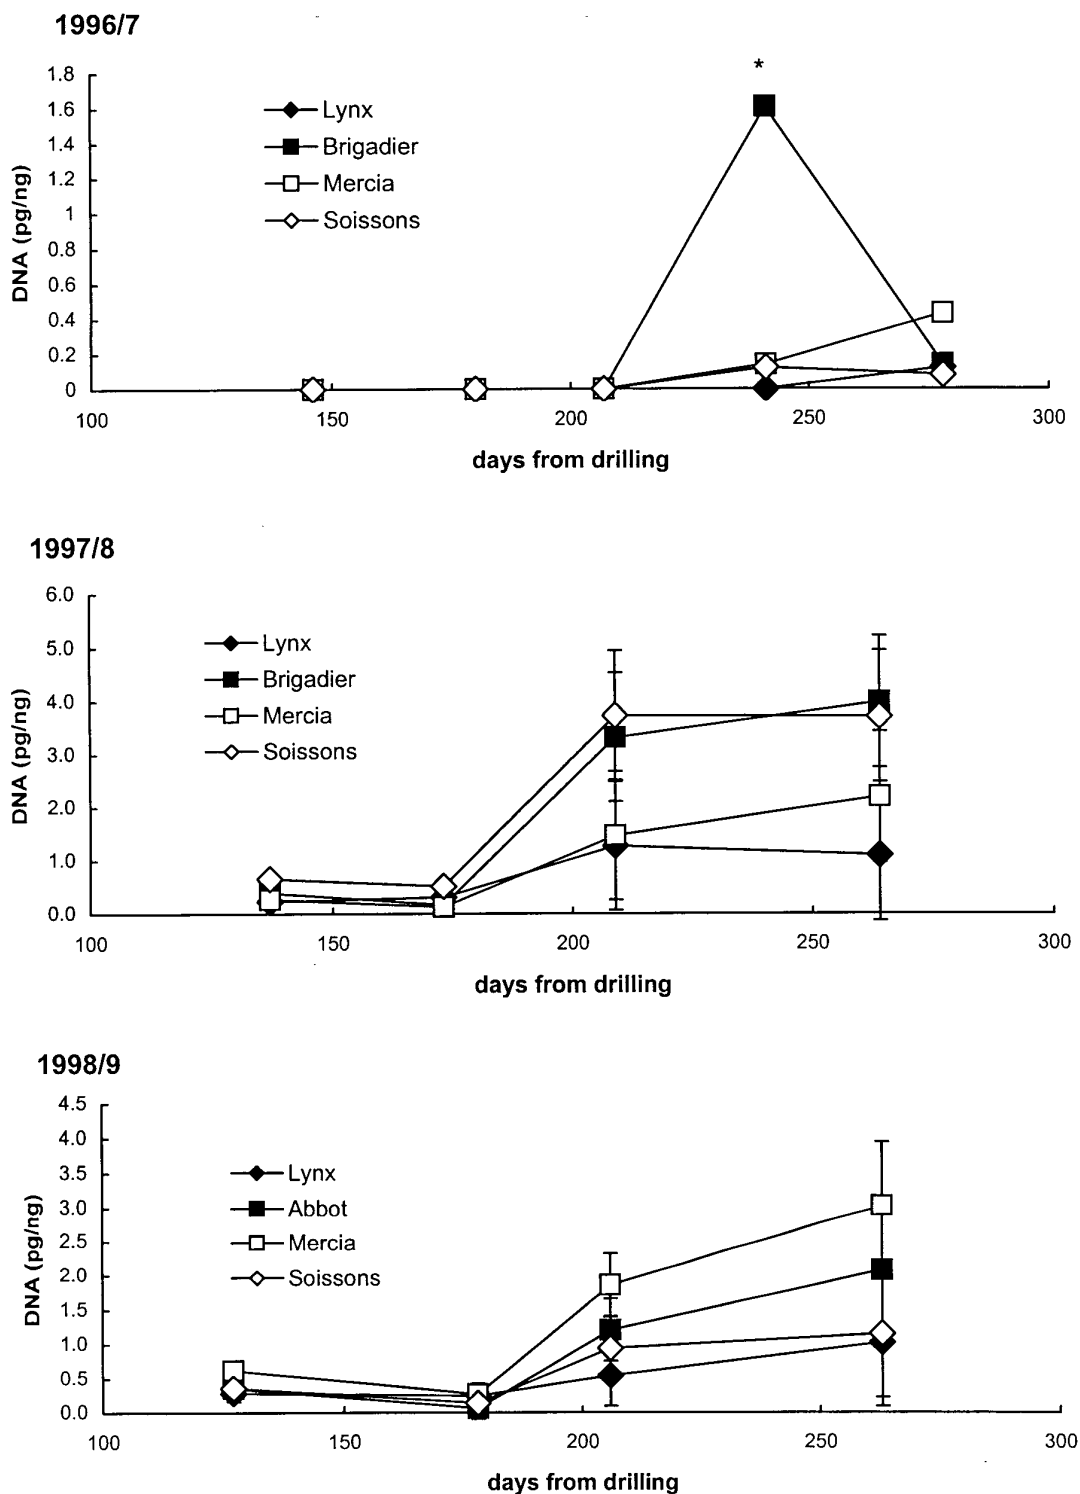 1996/7
*
1.8
1.6
1.4
1.2
1
0.8
0.6
0.4
0.2
0
DNA (pg/ng)
Lynx
Brigadier
Mercia
Soissons
100 150 200 250 300
days from drilling
1997/8
6.0
5.0
4.0
3.0
2.0
1.0
0.0
DNA (pg/ng)
Lynx
Brigadier
Mercia
Soissons
100 150 200 250 300
days from drilling
1998/9
4.5
4.0
3.5
3.0
2.5
2.0
1.5
1.0
0.5
0.0
DNA (pg/ng)
Lynx
Abbot
Mercia
Soissons
100 150 200 250 300
days from drilling